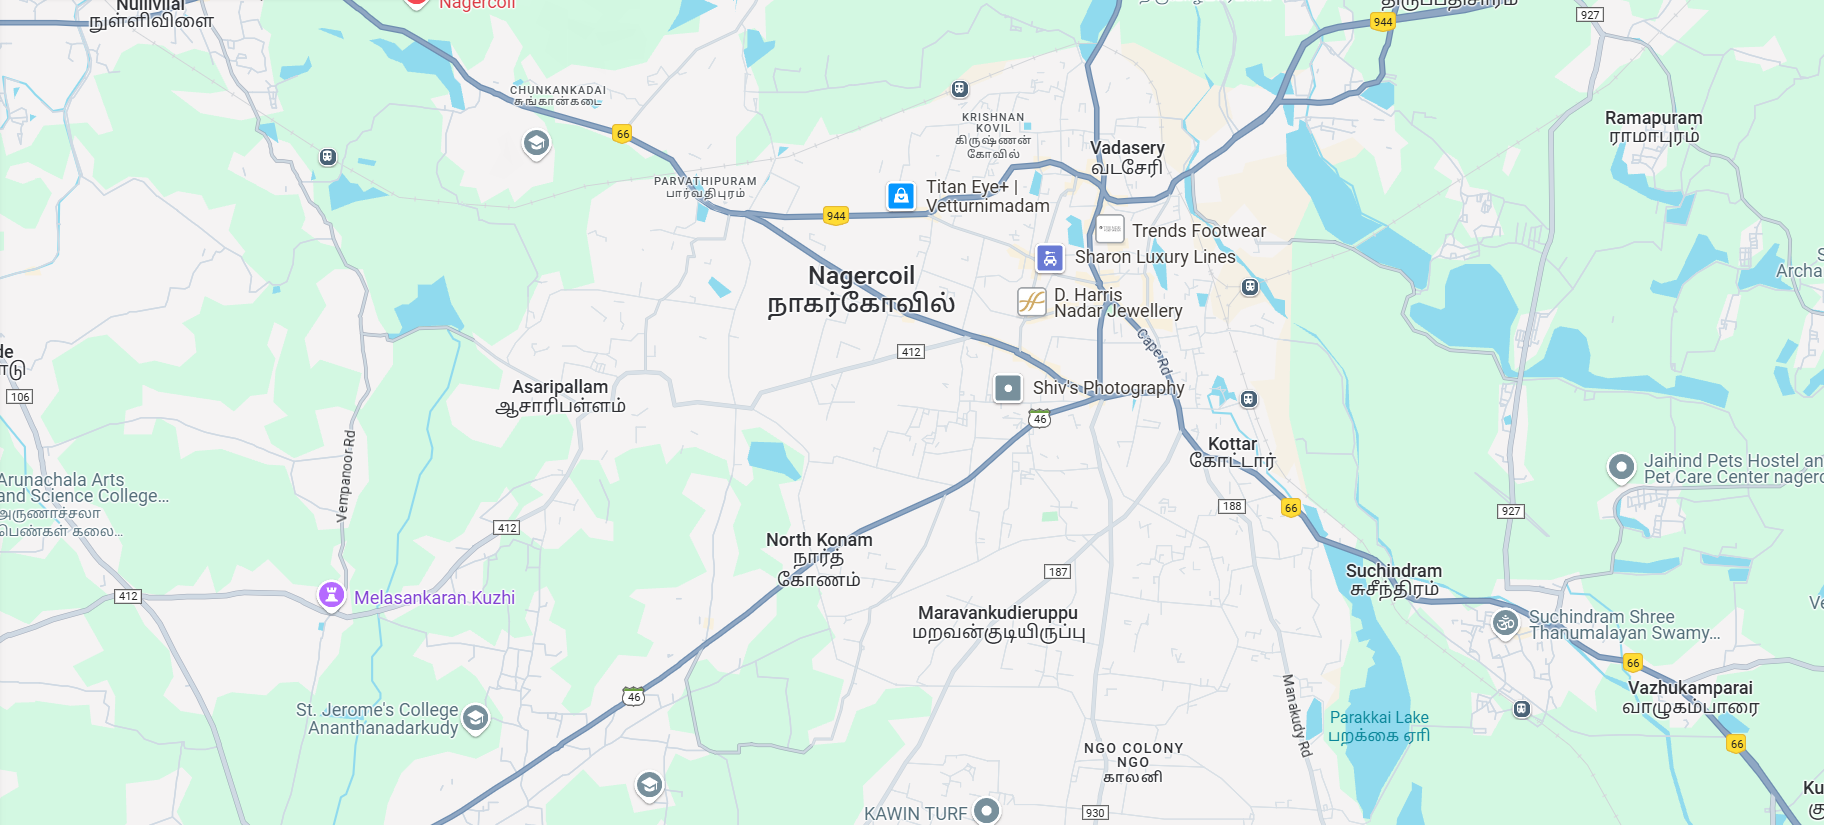 Nullivilai
நுள்ளிவிளை
Nagercoil
944
927
CHUNKANKADAI
சுங்கான்கடை
66
KRISHNAN
KOVIL
கிருஷ்ணன்
கோவில்
Vadasery
வடசேரி
Ramapuram
ராமாபுரம்
PARVATHIPURAM
பார்வதிபுரம்
944
Titan Eye+ |
Vetturnimadam
Trends Footwear
Sharon Luxury Lines
Nagercoil
நாகர்கோவில்
D. Harris
Nadar Jewellery
Cape Rd
412
106
Asaripallam
ஆசாரிபள்ளம்
Shiv's Photography
46
Kottar
கோட்டார்
Vempanoor Rd
Arunachala Arts
and Science College...
அருணாச்சலா
பெண்கள் கலை...
Jaihind Pets Hostel an
Pet Care Center nagerc
412
188
66
927
North Konam
நார்த்
கோணம்
187
Suchindram
சுசீந்திரம்
412
Melasankaran Kuzhi
Maravankudieruppu
மறவன்குடியிருப்பு
Suchindram Shree
Thanumalayan Swamy...
66
46
Vazhukamparai
வாழுகம்பாரை
St. Jerome's College
Ananthanadarkudy
Manakudy Rd
Parakkai Lake
பறக்கை ஏரி
66
NGO COLONY
NGO
காலனி
KAWIN TURF
930